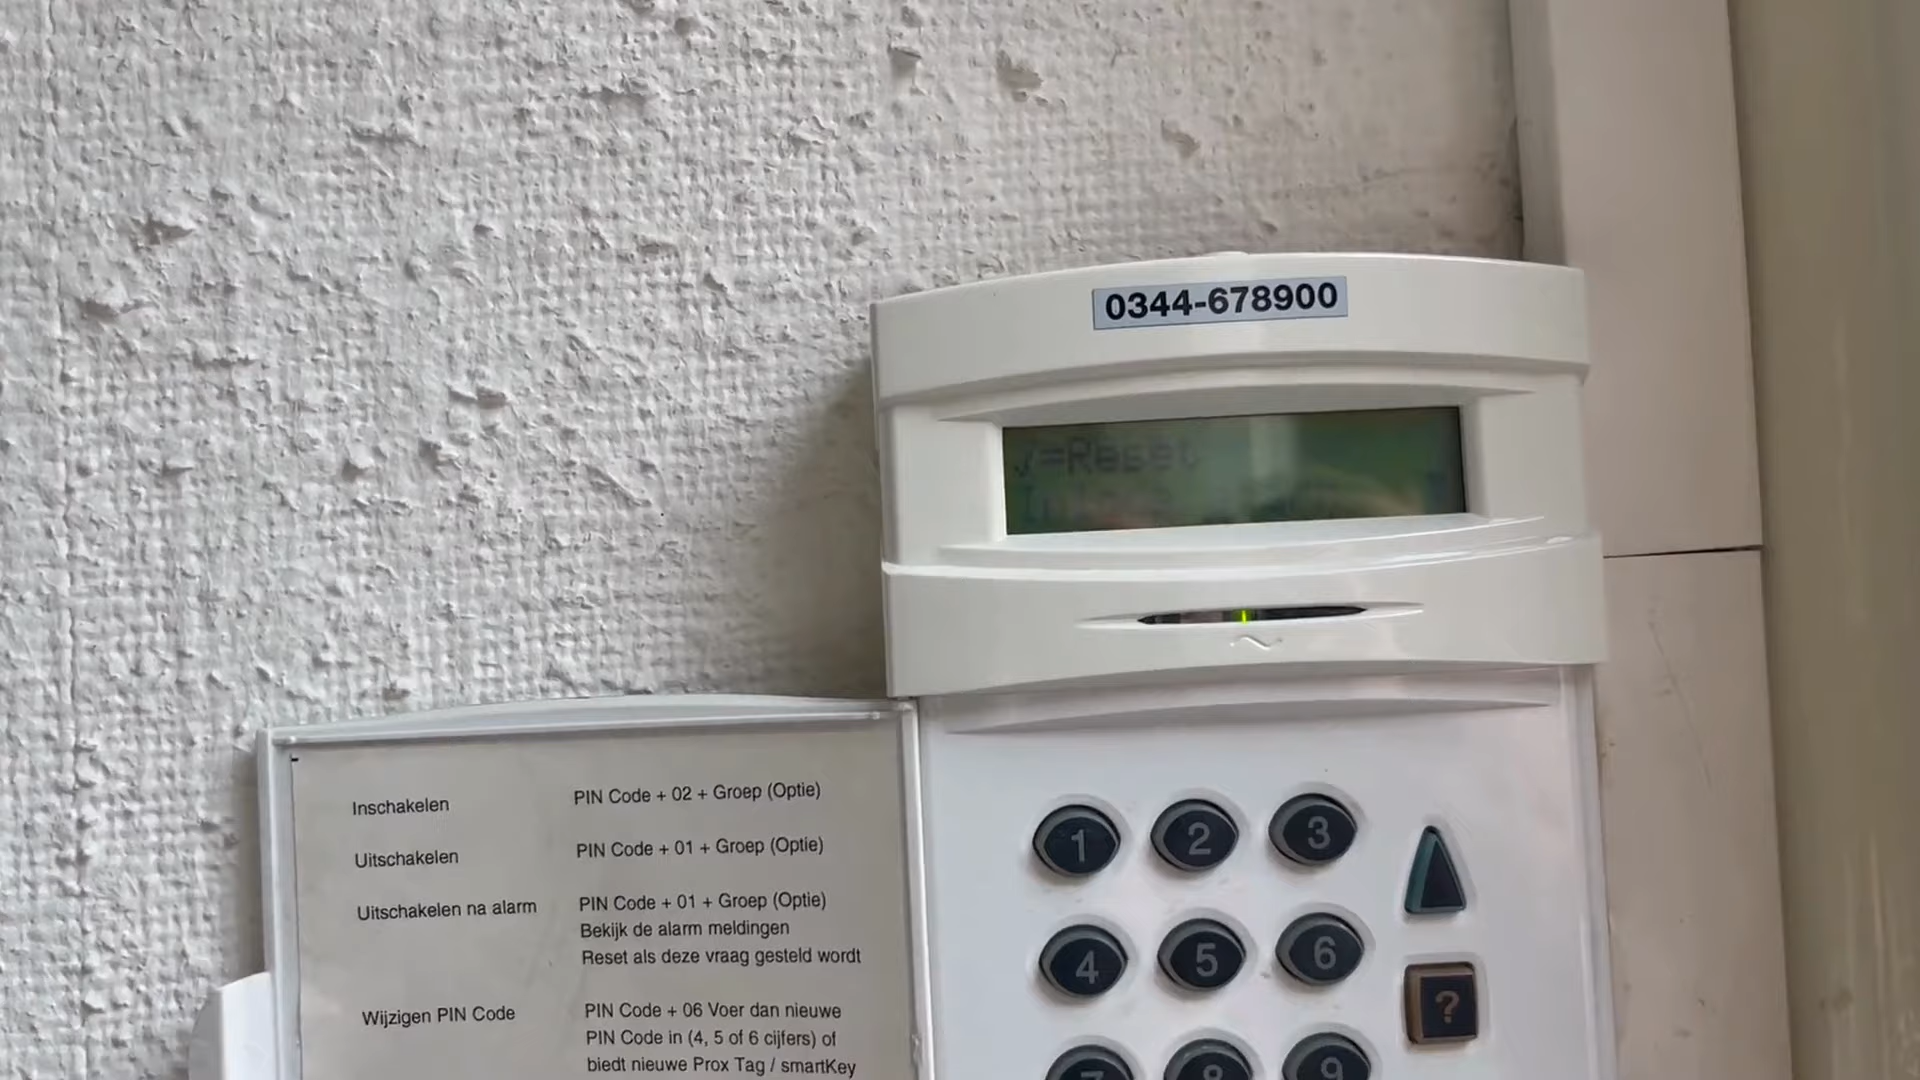 0344-678900
✓=Reset
Inschakelen PIN Code + 02 + Groep (Optie)
Uitschakelen PIN Code + 01 + Groep (Optie)
Uitschakelen na alarm PIN Code + 01 + Groep (Optie)
Bekijk de alarm meldingen
Reset als deze vraag gesteld wordt
Wijzigen PIN Code PIN Code + 06 Voer dan nieuwe
PIN Code in (4, 5 of 6 cijfers) of
biedt nieuwe Prox Tag / smartKey
1 2 3
4 5 6
?
7 8 9